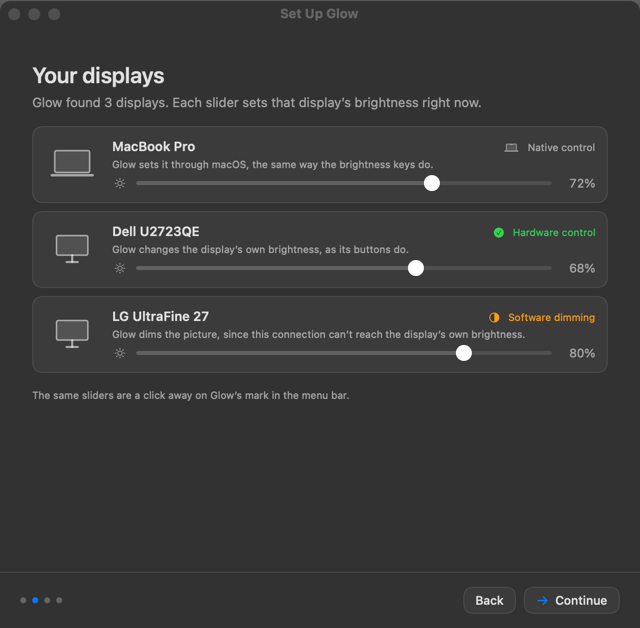 Set Up Glow
Your displays
Glow found 3 displays. Each slider sets that display’s brightness right now.
MacBook Pro
Native control
Glow sets it through macOS, the same way the brightness keys do.
72%
Dell U2723QE
Hardware control
Glow changes the display’s own brightness, as its buttons do.
68%
LG UltraFine 27
Software dimming
Glow dims the picture, since this connection can’t reach the display’s own brightness.
80%
The same sliders are a click away on Glow’s mark in the menu bar.
Back
Continue